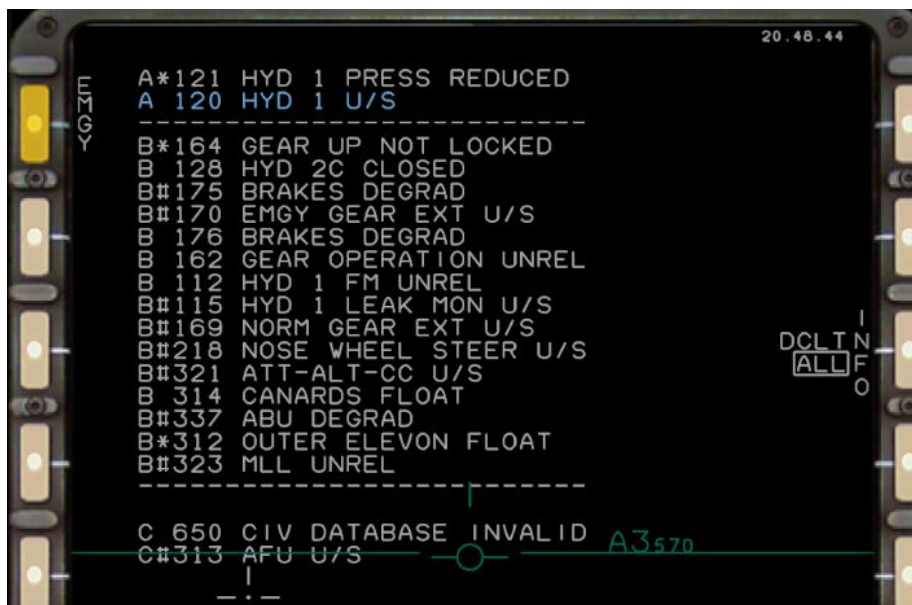 20.48.44
EMGY
A*121 HYD 1 PRESS REDUCED
A 120 HYD 1 U/S
B*164 GEAR UP NOT LOCKED
B 128 HYD 2C CLOSED
B#175 BRAKES DEGRAD
B#170 EMGY GEAR EXT U/S
B 176 BRAKES DEGRAD
B 162 GEAR OPERATION UNREL
B 112 HYD 1 FM UNREL
B#115 HYD 1 LEAK MON U/S
B#169 NORM GEAR EXT U/S
B#218 NOSE WHEEL STEER U/S
B#321 ATT-ALT-CC U/S
B 314 CANARDS FLOAT
B#337 ABU DEGRAD
B*312 OUTER ELEVON FLOAT
B#323 MLL UNREL
C 650 CIV DATABASE INVALID
C#313 AFU U/S
A3570
DCLT
ALL
INFO